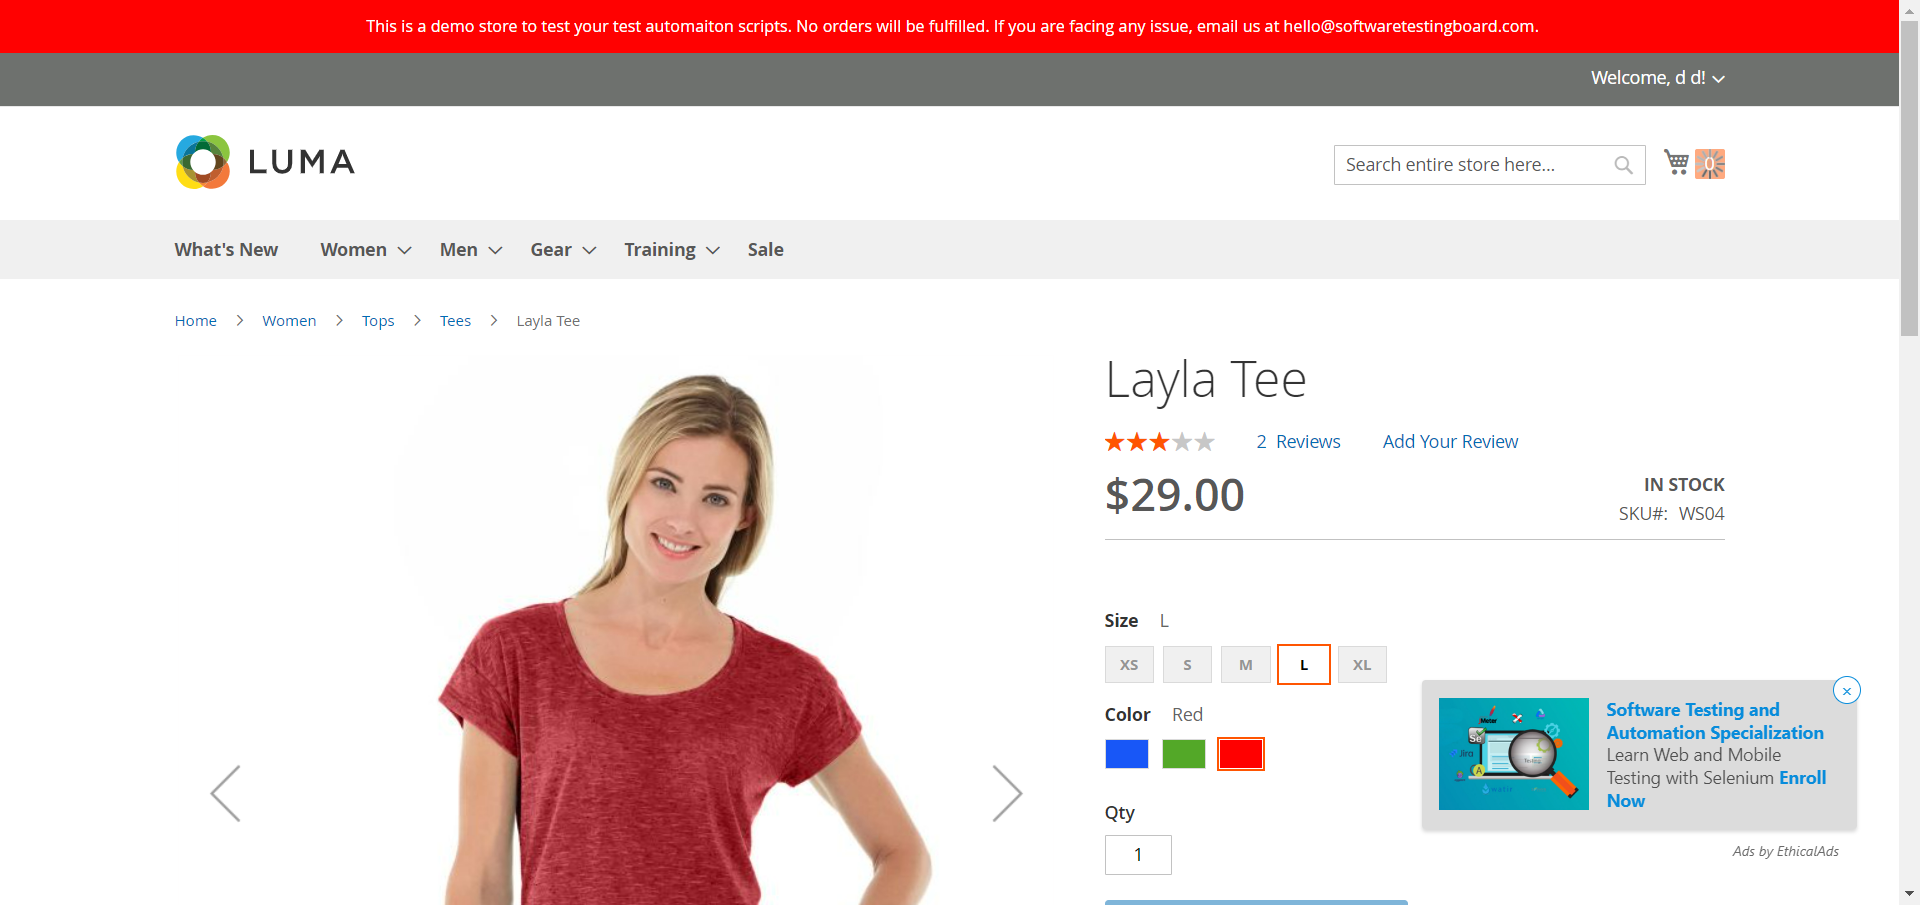 This is a demo store to test your test automaiton scripts. No orders will be fulfilled. If you are facing any issue, email us at hello@softwaretestingboard.com.
Welcome, d d!
LUMA
Search entire store here...
0
What's New Women Men Gear Training Sale
Home Women Tops Tees Layla Tee
Layla Tee
2 Reviews Add Your Review
$29.00
IN STOCK
SKU#: WS04
Size L
XS S M L XL
Color Red
Qty
1
Software Testing and
Automation Specialization
Learn Web and Mobile
Testing with Selenium Enroll
Now
Meter
Se
Jira
Ads by EthicalAds